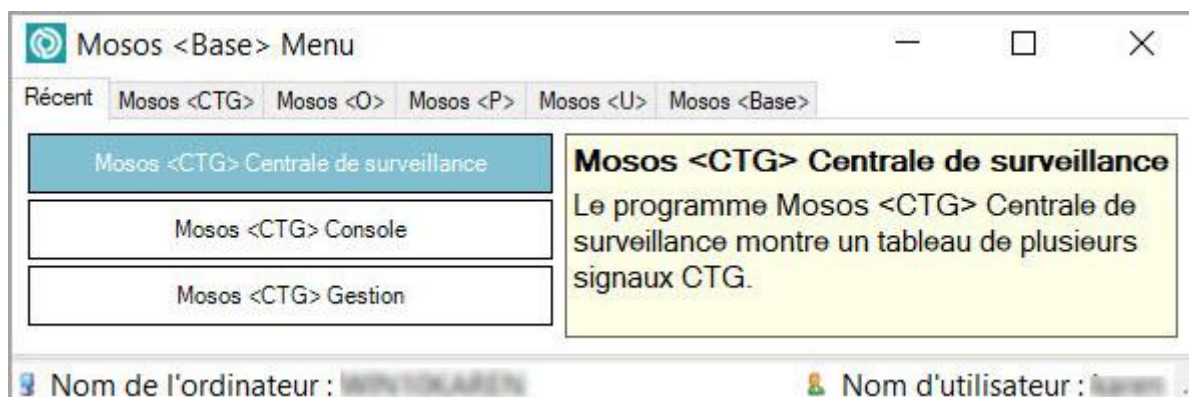 Mosos <Base> Menu
Récent Mosos <CTG> Mosos <O> Mosos <P> Mosos <U> Mosos <Base>
Mosos <CTG> Centrale de surveillance
Mosos <CTG> Console
Mosos <CTG> Gestion
Mosos <CTG> Centrale de surveillance
Le programme Mosos <CTG> Centrale de
surveillance montre un tableau de plusieurs
signaux CTG.
Nom de l'ordinateur :
Nom d'utilisateur :